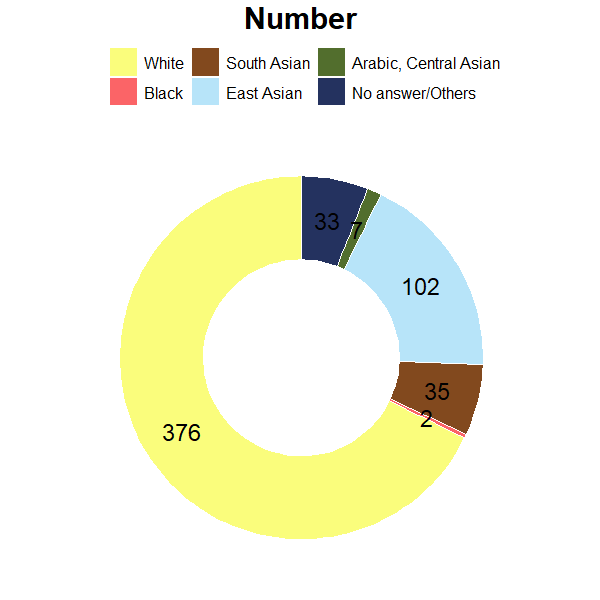 Number
White South Asian Arabic, Central Asian
Black East Asian No answer/Others
33
7
102
35
2
376